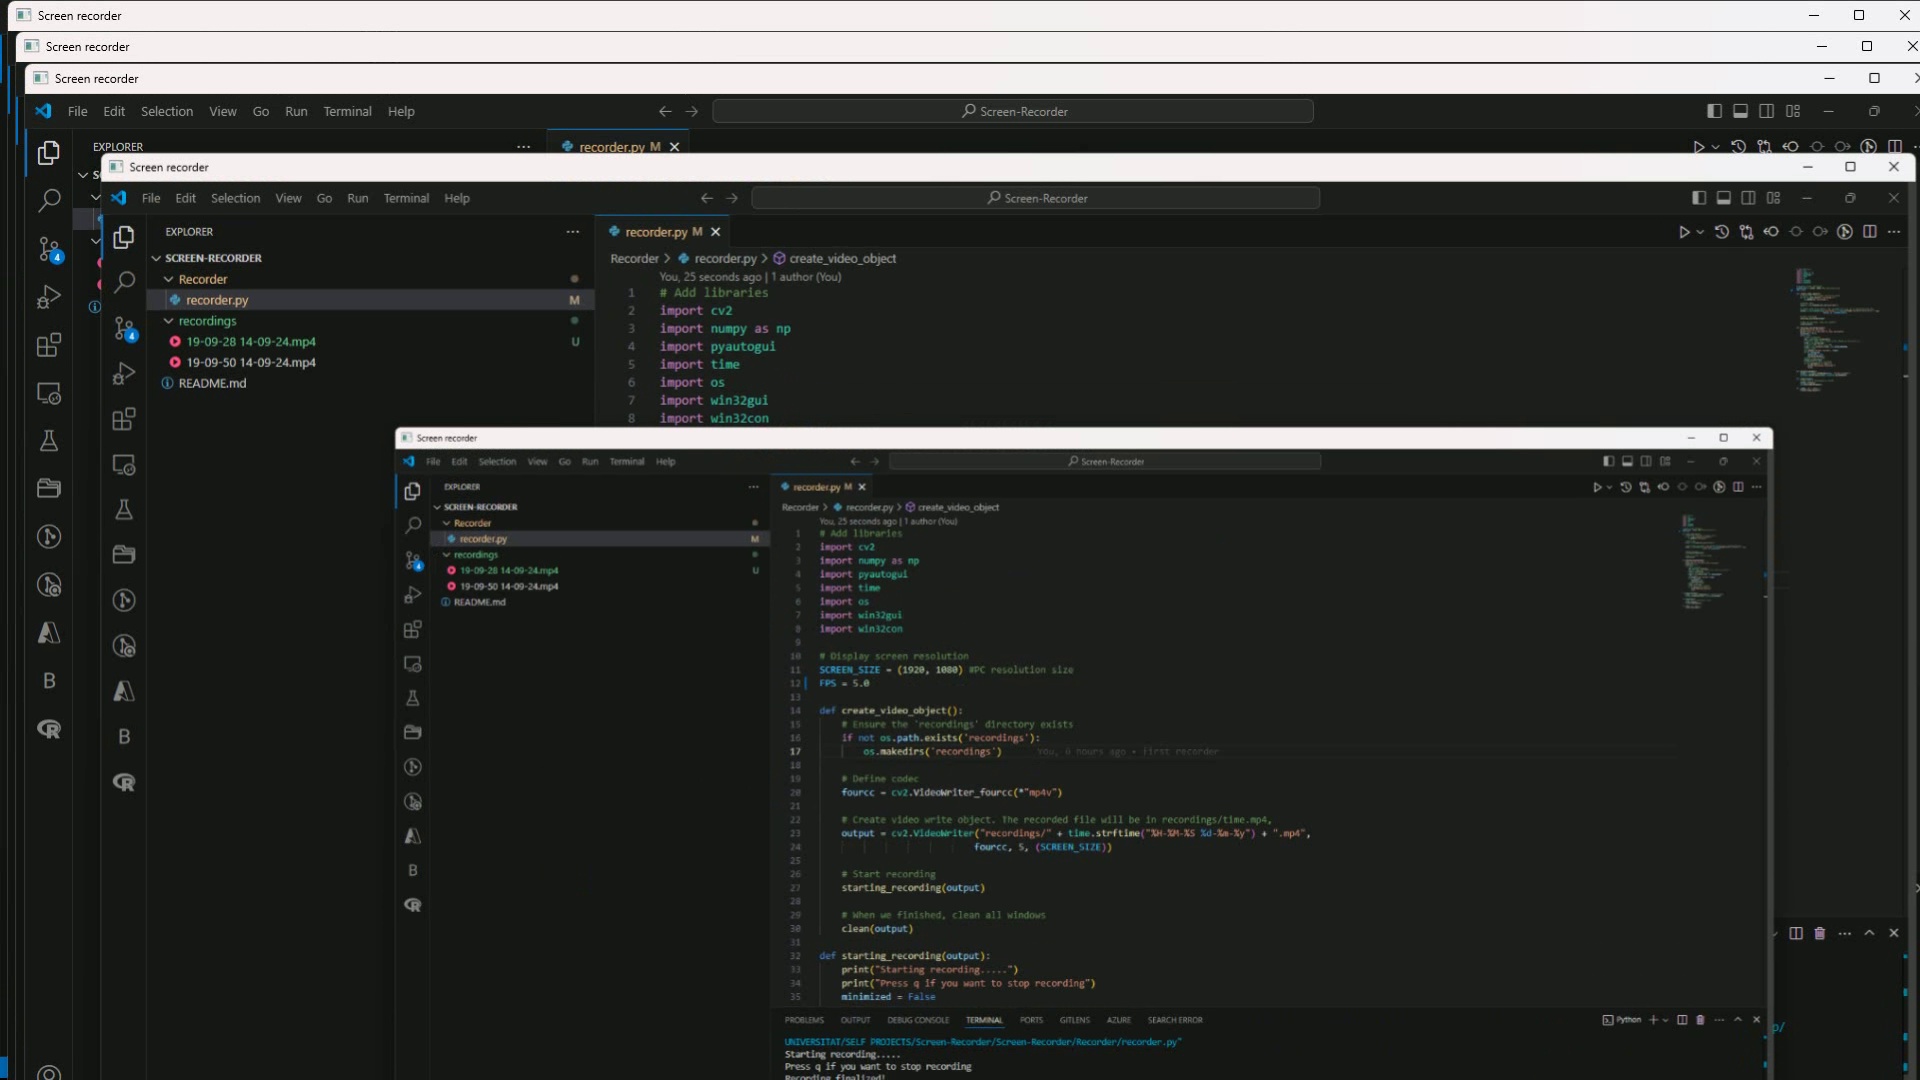 Screen recorder
Screen recorder
Screen recorder
File Edit Selection View Go Run Terminal Help
Screen-Recorder
EXPLORER
recorder.py M
Screen recorder
File Edit Selection View Go Run Terminal Help
Screen-Recorder
EXPLORER
SCREEN-RECORDER
Recorder
recorder.py M
recordings
19-09-28 14-09-24.mp4 U
19-09-50 14-09-24.mp4
README.md
4
4
B
B
R
R
recorder.py M
Recorder > recorder.py > create_video_object
You, 25 seconds ago | 1 author (You)
1 # Add libraries
2 import cv2
3 import numpy as np
4 import pyautogui
5 import time
6 import os
7 import win32gui
8 import win32con
Screen recorder
File Edit Selection View Go Run Terminal Help
Screen-Recorder
EXPLORER
SCREEN-RECORDER
Recorder
recorder.py M
recordings
19-09-28 14-09-24.mp4 U
19-09-50 14-09-24.mp4
README.md
4
B
R
recorder.py M
Recorder > recorder.py > create_video_object
You, 25 seconds ago | 1 author (You)
1 # Add libraries
2 import cv2
3 import numpy as np
4 import pyautogui
5 import time
6 import os
7 import win32gui
8 import win32con
9
10 # Display screen resolution
11 SCREEN_SIZE = (1920, 1080) #PC resolution size
12 FPS = 5.0
13
14 def create_video_object():
15 # Ensure the 'recordings' directory exists
16 if not os.path.exists('recordings'):
17 os.makedirs('recordings') You, 6 hours ago • first recorder
18
19 # Define codec
20 fourcc = cv2.VideoWriter_fourcc(*"mp4v")
21
22 # Create video write object. The recorded file will be in recordings/time.mp4,
23 output = cv2.VideoWriter("recordings/" + time.strftime("%H-%M-%S %d-%m-%y") + ".mp4",
24 fourcc, 5, (SCREEN_SIZE))
25
26 # Start recording
27 starting_recording(output)
28
29 # When we finished, clean all windows
30 clean(output)
31
32 def starting_recording(output):
33 print("Starting recording.....")
34 print("Press q if you want to stop recording")
35 minimized = False
PROBLEMS OUTPUT DEBUG CONSOLE TERMINAL PORTS GITLENS AZURE SEARCH ERROR
Python
UNIVERSITAT/SELF PROJECTS/Screen-Recorder/Screen-Recorder/Recorder/recorder.py"
Starting recording.....
Press q if you want to stop recording
Recording finalized!
p/